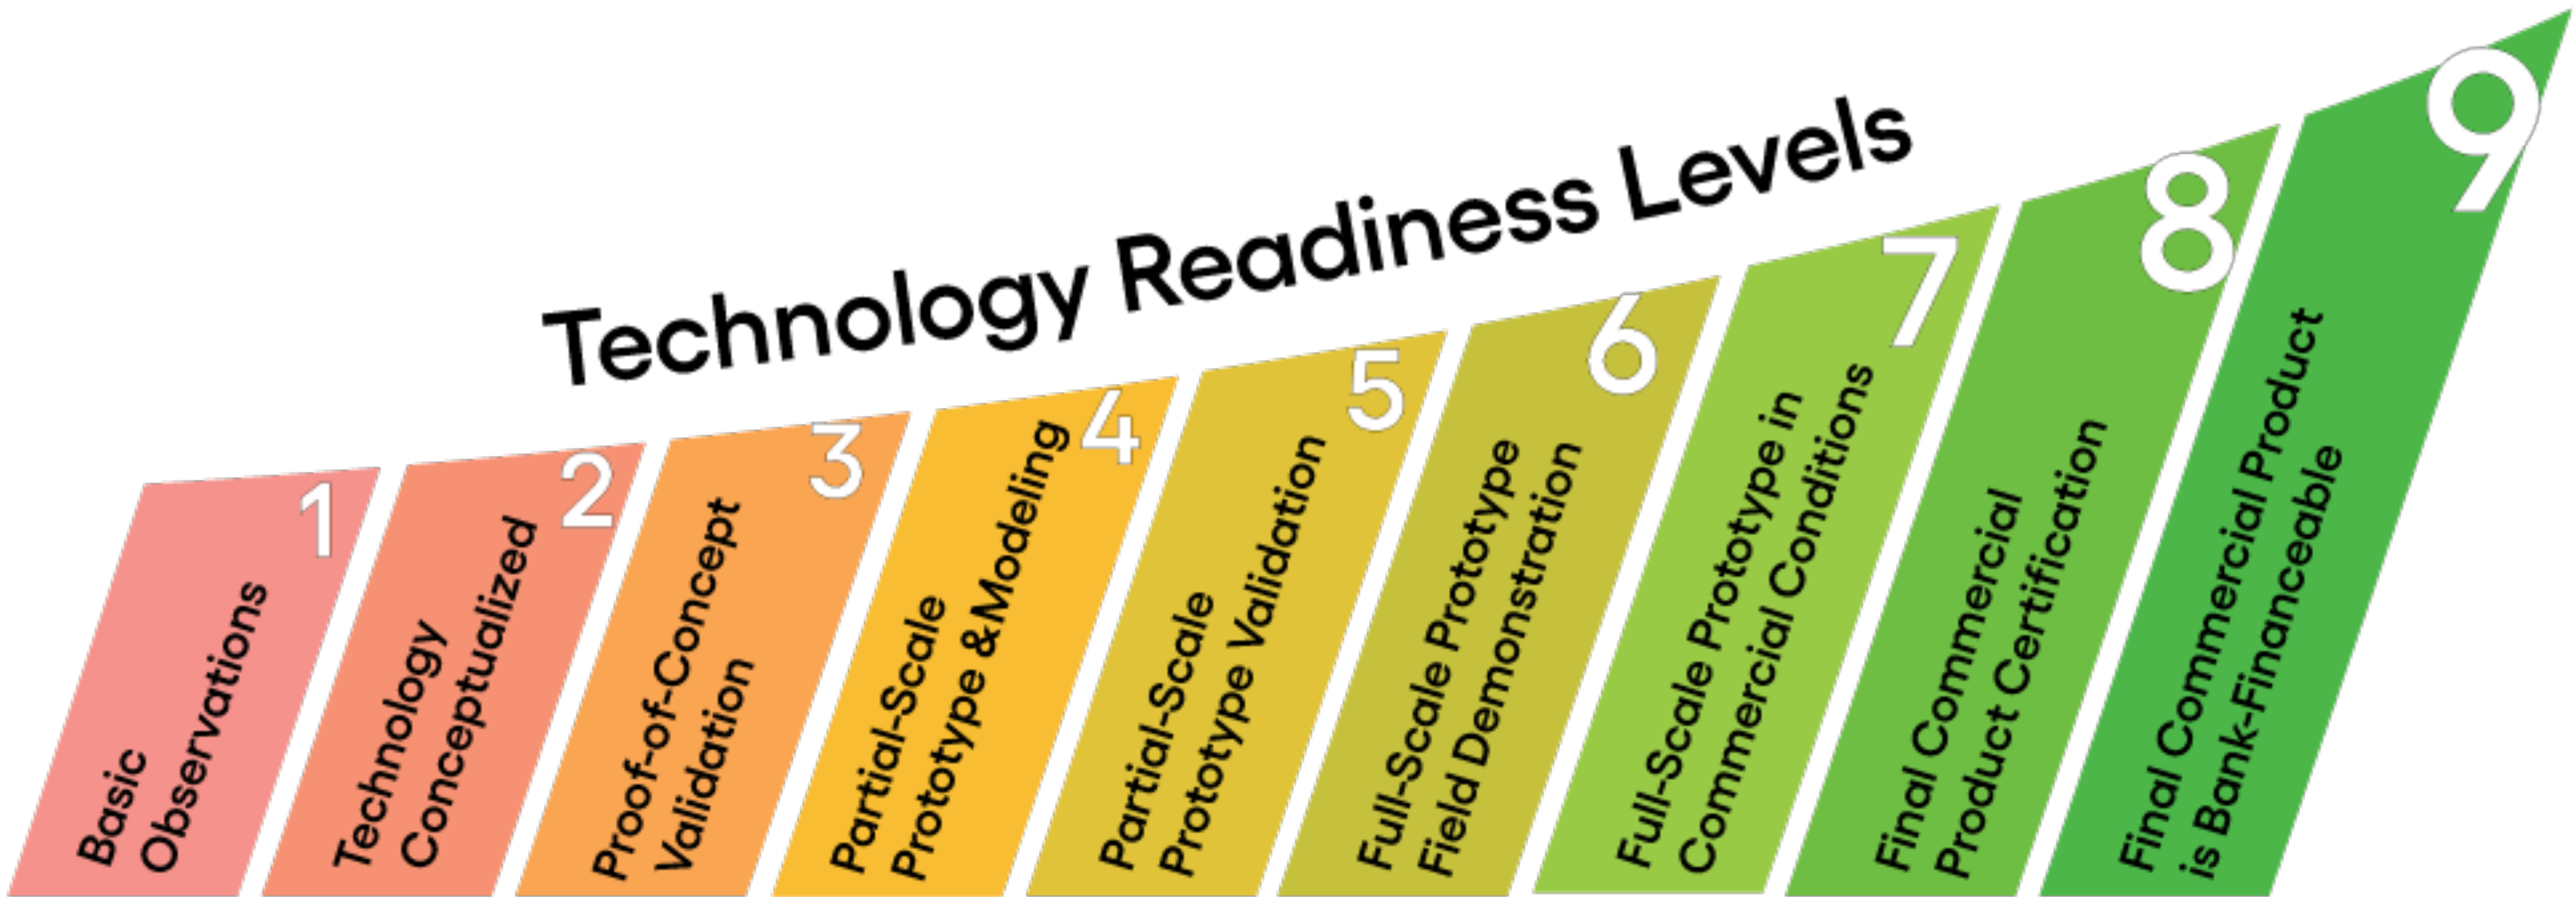 Technology Readiness Levels
1
Basic
Observations
2
Technology
Conceptualized
3
Proof-of-Concept
Validation
4
Partial-Scale
Prototype & Modeling
5
Partial-Scale
Prototype Validation
6
Full-Scale Prototype
Field Demonstration
7
Full-Scale Prototype in
Commercial Conditions
8
Final Commercial
Product Certification
9
Final Commercial Product
is Bank-Financeable